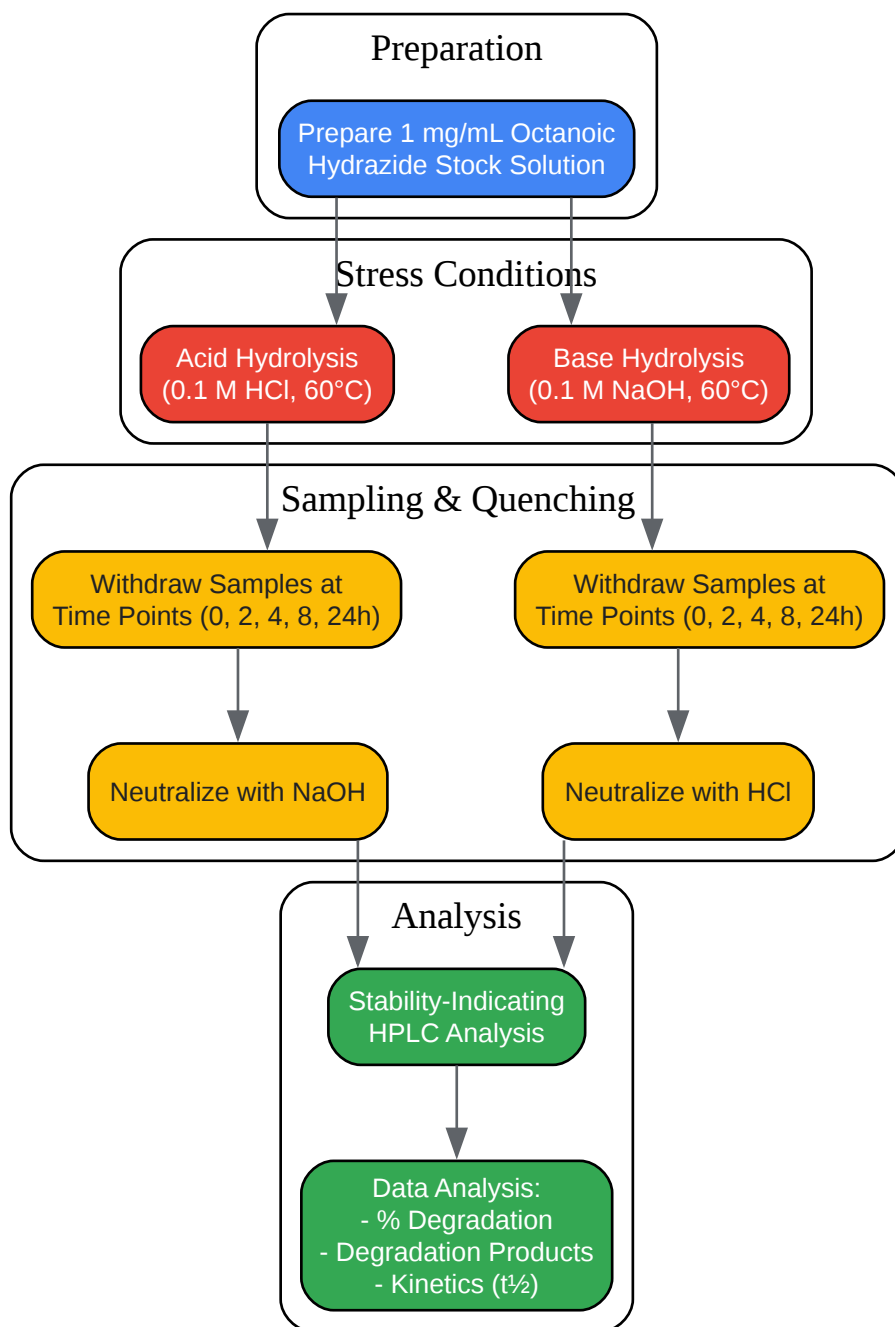 Preparation
Prepare 1 mg/mL Octanoic
Hydrazide Stock Solution
Stress Conditions
Acid Hydrolysis
(0.1 M HCl, 60°C)
Base Hydrolysis
(0.1 M NaOH, 60°C)
Sampling & Quenching
Withdraw Samples at
Time Points (0, 2, 4, 8, 24h)
Withdraw Samples at
Time Points (0, 2, 4, 8, 24h)
Neutralize with NaOH
Neutralize with HCl
Analysis
Stability-Indicating
HPLC Analysis
Data Analysis:
- % Degradation
- Degradation Products
- Kinetics (t½)